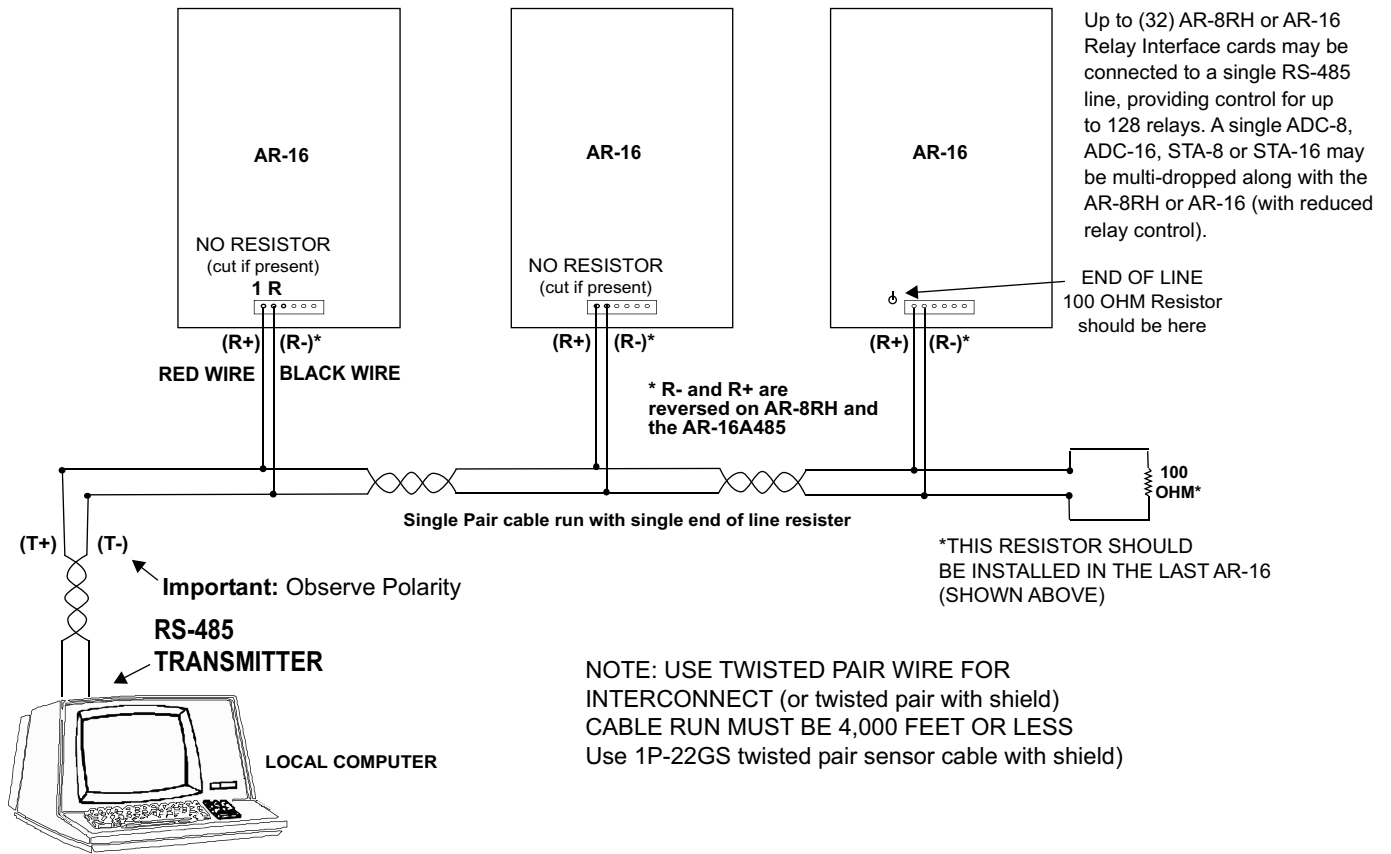 Up to (32) AR-8RH or AR-16
Relay Interface cards may be
connected to a single RS-485
line, providing control for up
to 128 relays. A single ADC-8,
ADC-16, STA-8 or STA-16 may
be multi-dropped along with the
AR-8RH or AR-16 (with reduced
relay control).
AR-16
AR-16
AR-16
NO RESISTOR
(cut if present)
1 R
NO RESISTOR
(cut if present)
END OF LINE
100 OHM Resistor
should be here
(R+) (R-)*
(R+) (R-)*
(R+) (R-)*
RED WIRE BLACK WIRE
* R- and R+ are
reversed on AR-8RH and
the AR-16A485
100
OHM*
Single Pair cable run with single end of line resister
(T+) (T-)
*THIS RESISTOR SHOULD
BE INSTALLED IN THE LAST AR-16
(SHOWN ABOVE)
Important: Observe Polarity
RS-485
TRANSMITTER
NOTE: USE TWISTED PAIR WIRE FOR
INTERCONNECT (or twisted pair with shield)
CABLE RUN MUST BE 4,000 FEET OR LESS
Use 1P-22GS twisted pair sensor cable with shield)
LOCAL COMPUTER